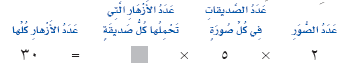 عَدَدُ الصَّدِيقَاتِ عَدَدُ الأَزْهَارِ الَّتِي
عَدَدُ الصُّوَرِ فِي كُلِّ صُورَةٍ تَحْمِلُهَا كُلُّ صَدِيقَةٍ عَدَدُ الأَزْهَارِ كُلِّهَا
٢ × ٥ × = ٣٠